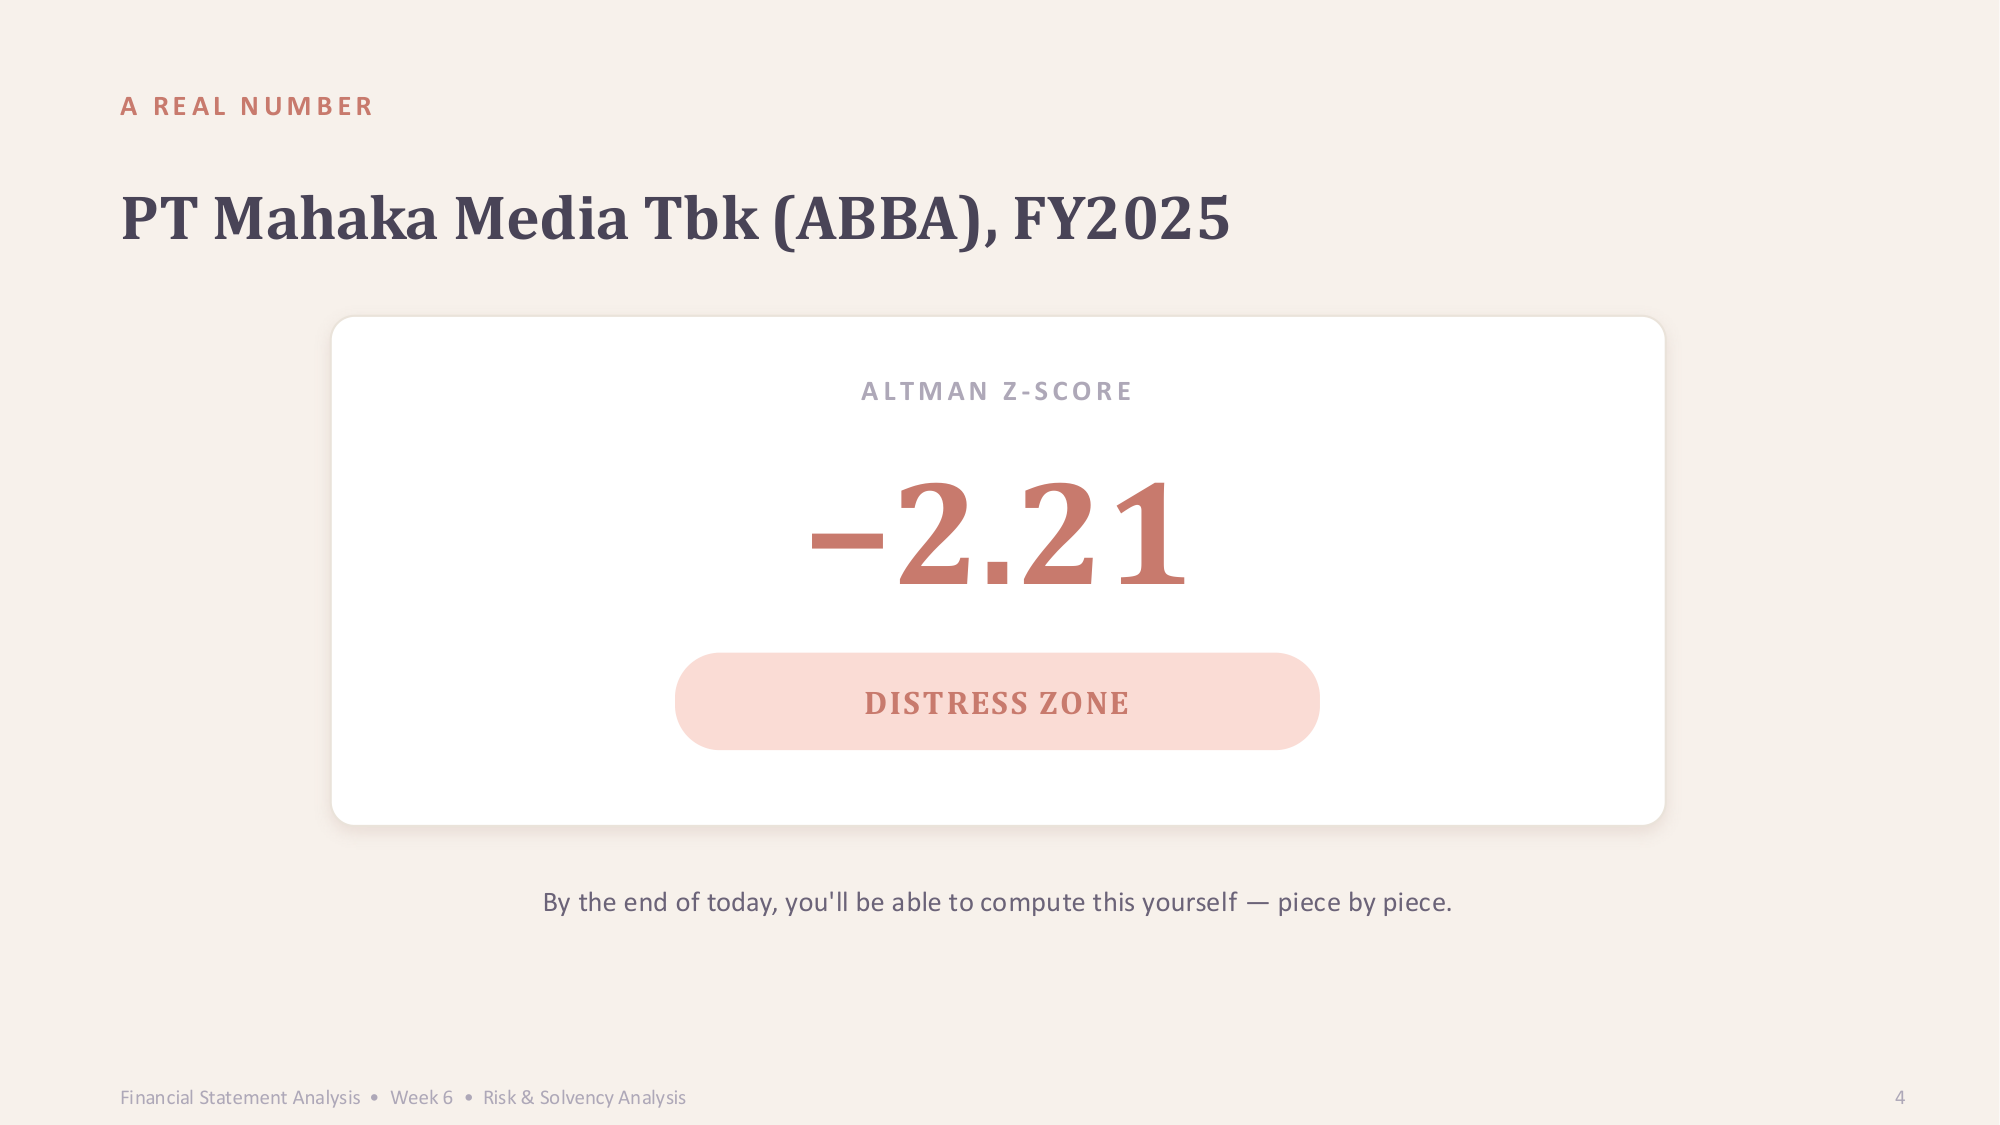 A REAL NUMBER
PT Mahaka Media Tbk (ABBA), FY2025
ALTMAN Z-SCORE
−2.21
DISTRESS ZONE
By the end of today, you'll be able to compute this yourself — piece by piece.
Financial Statement Analysis • Week 6 • Risk & Solvency Analysis
4